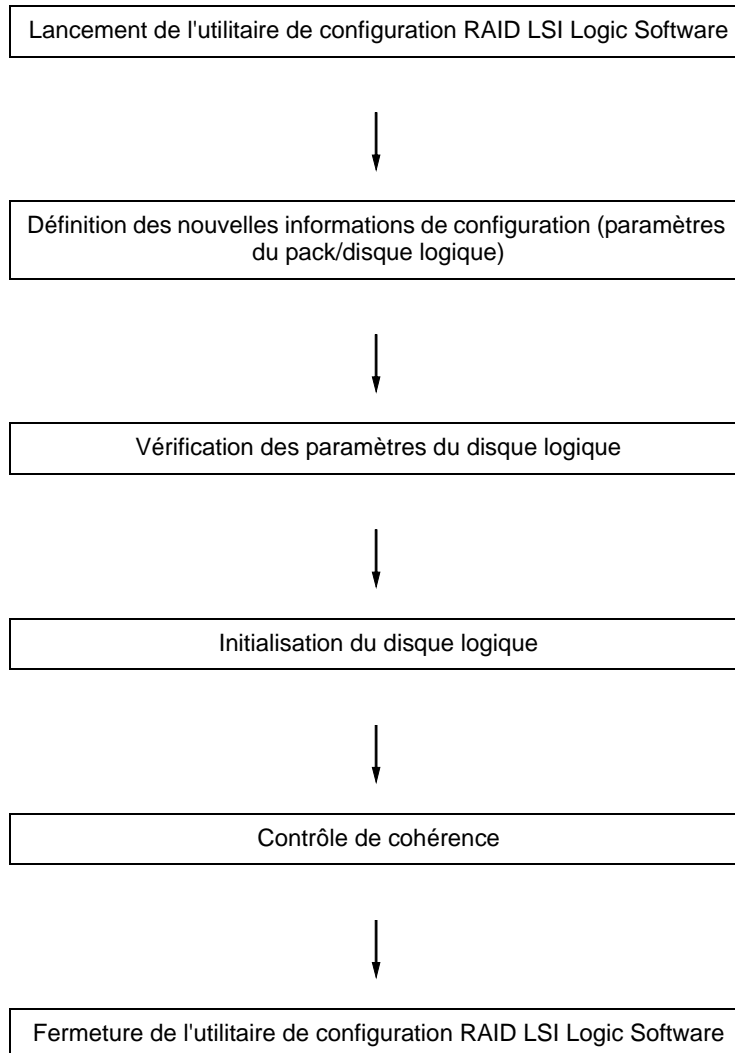 Lancement de l'utilitaire de configuration RAID LSI Logic Software
Définition des nouvelles informations de configuration (paramètres
du pack/disque logique)
Vérification des paramètres du disque logique
Initialisation du disque logique
Contrôle de cohérence
Fermeture de l'utilitaire de configuration RAID LSI Logic Software